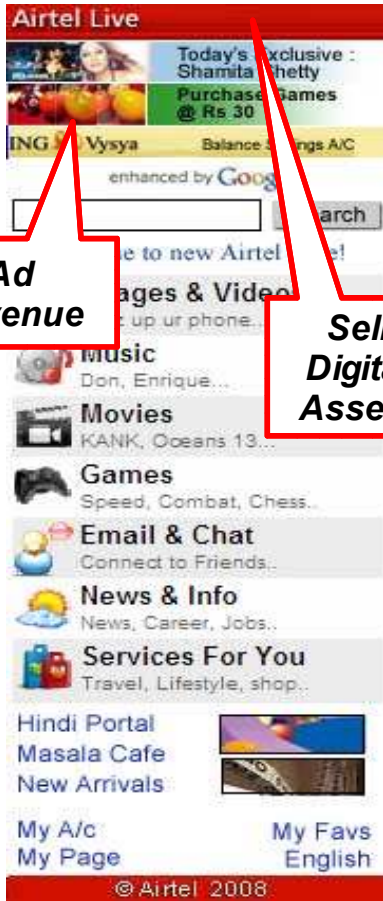 Airtel Live
Today's Exclusive :
Shamita Shetty
Purchase Games
@ Rs 30
ING Vysya Balance Savings A/C
enhanced by Goog
arch
e to new Airtel e!
Ad
venue
Sell
Digita
Asse
ages & Video
up ur phone..
Music
Don, Enrique...
Movies
KANK, Oceans 13...
Games
Speed, Combat, Chess..
Email & Chat
Connect to Friends..
News & Info
News, Career, Jobs..
Services For You
Travel, Lifestyle, shop..
Hindi Portal
Masala Cafe
New Arrivals
My A/c My Favs
My Page English
© Airtel 2008